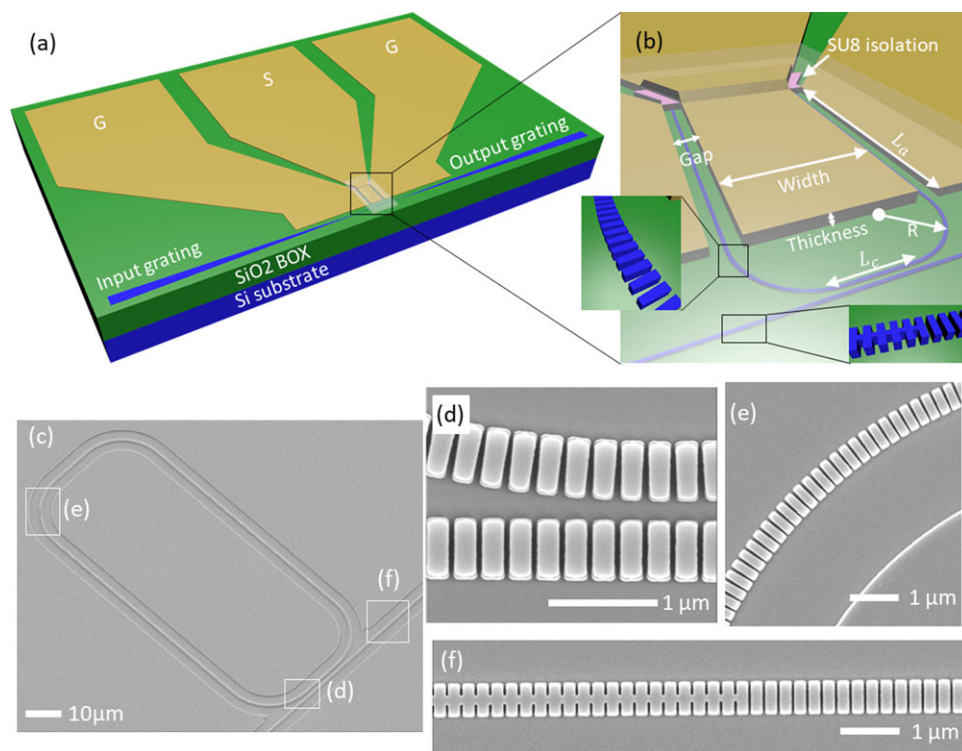 (a)
G
S
G
Input grating
Output grating
SiO2 BOX
Si substrate
(b)
SU8 isolation
Gap
Width
Lₐ
Thickness
R
L_c
(c)
(e)
(f)
(d)
10μm
(d)
1 μm
(e)
1 μm
(f)
1 μm